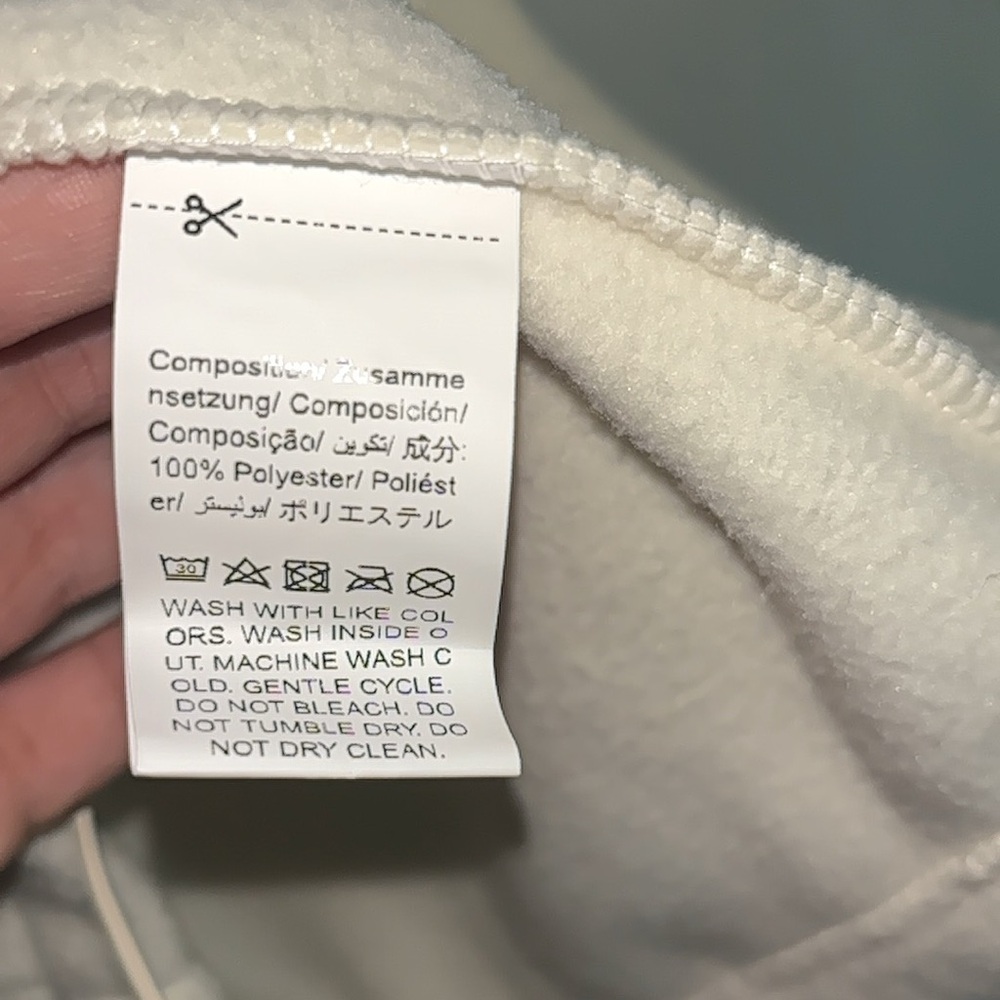 samme
nsetzung/ Composición/
Composição/ تكوين/ 成分:
100% Polyester/ Poliést
er/ بوليستر/ ポリエステル
30
WASH WITH LIKE COL
ORS. WASH INSIDE O
UT. MACHINE WASH C
OLD. GENTLE CYCLE.
DO NOT BLEACH. DO
NOT TUMBLE DRY. DO
NOT DRY CLEAN.